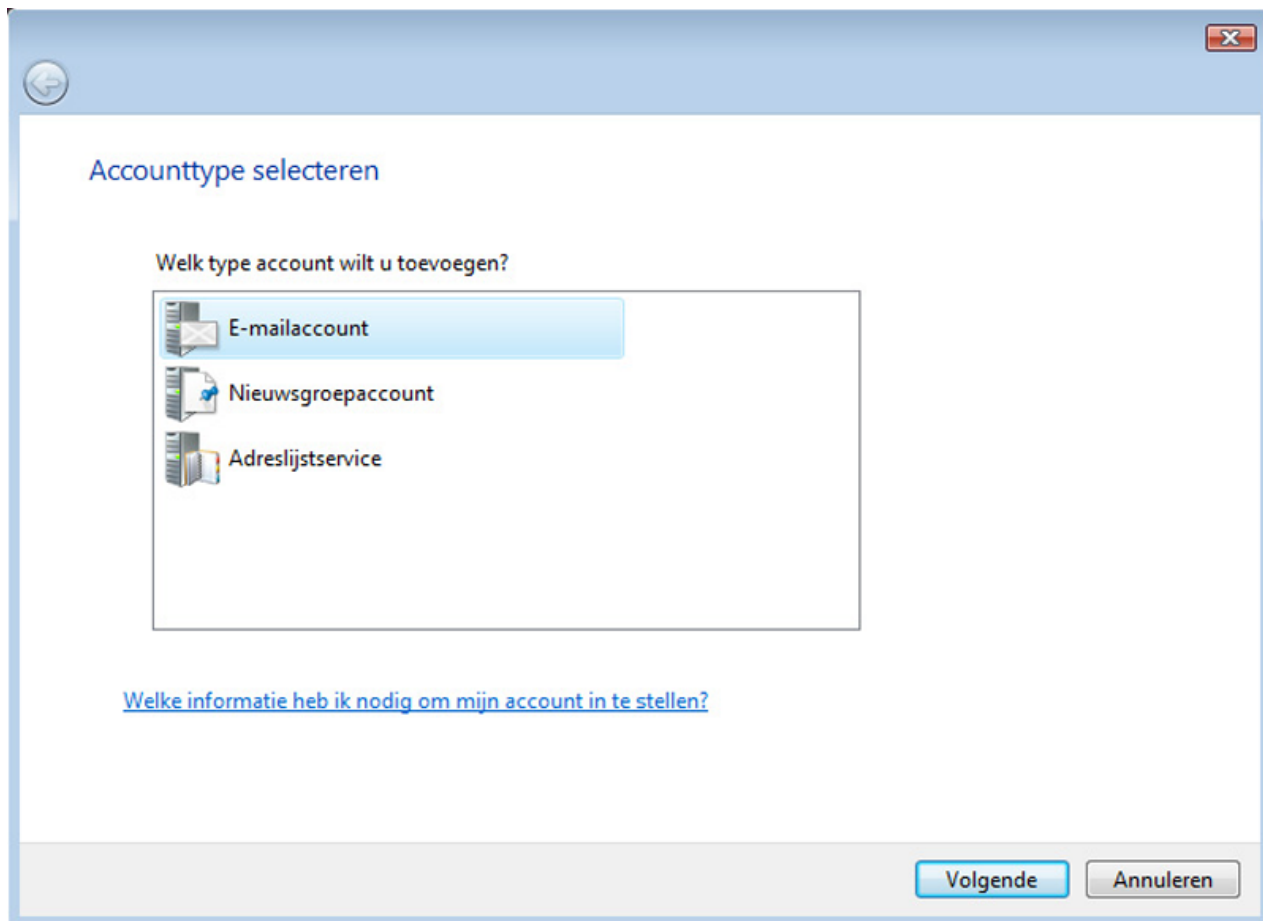 Accounttype selecteren
Welk type account wilt u toevoegen?
E-mailaccount
Nieuwsgroepaccount
Adreslijstservice
Welke informatie heb ik nodig om mijn account in te stellen?
Volgende
Annuleren